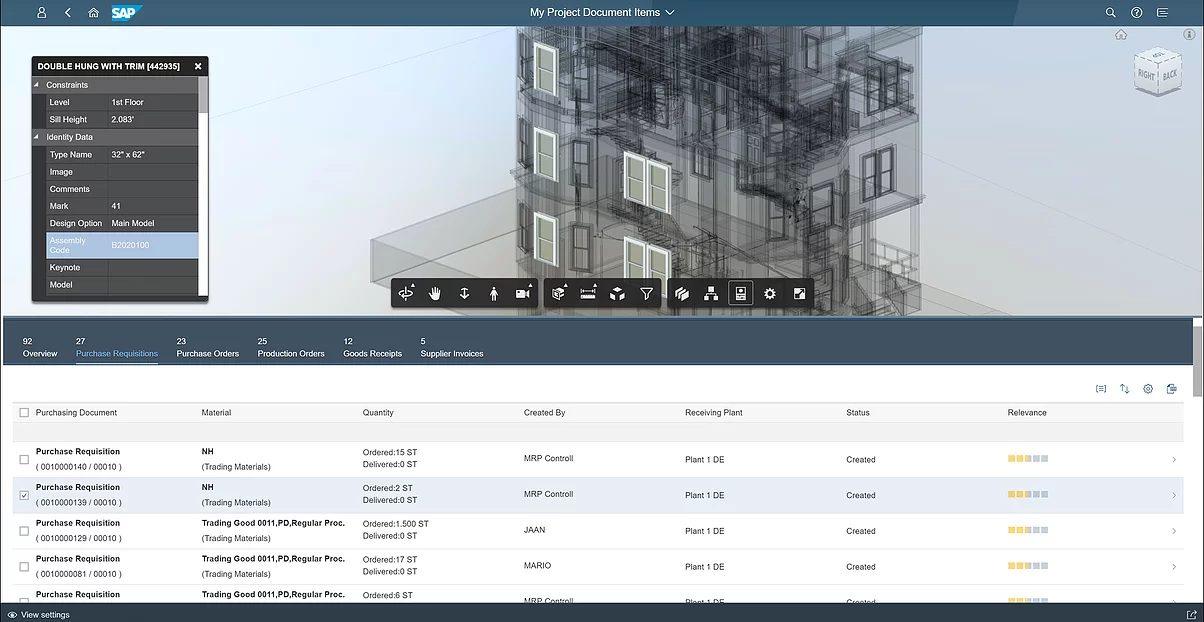 SAP
My Project Document Items
DOUBLE HUNG WITH TRIM [442935]
Constraints
Level 1st Floor
Sill Height 2.083'
Identity Data
Type Name 32" x 62"
Image
Comments
Mark 41
Design Option Main Model
Assembly
Code B2020100
Keynote
Model
RIGHT BACK
92 27 23 25 12 5
Overview Purchase Requisitions Purchase Orders Production Orders Goods Receipts Supplier Invoices
Purchasing Document Material Quantity Created By Receiving Plant Status Relevance
Purchase Requisition NH Ordered:15 ST MRP Controll Plant 1 DE Created
( 0010000140 / 00010 ) (Trading Materials) Delivered:0 ST
Purchase Requisition NH Ordered:2 ST MRP Controll Plant 1 DE Created
( 0010000139 / 00010 ) (Trading Materials) Delivered:0 ST
Purchase Requisition Trading Good 0011,PD,Regular Proc. Ordered:1.500 ST JAAN Plant 1 DE Created
( 0010000129 / 00010 ) (Trading Materials) Delivered:0 ST
Purchase Requisition Trading Good 0011,PD,Regular Proc. Ordered:17 ST MARIO Plant 1 DE Created
( 0010000081 / 00010 ) (Trading Materials) Delivered:0 ST
Purchase Requisition Trading Good 0011,PD,Regular Proc. Ordered:6 ST MRP Controll Plant 1 DE Created
View settings